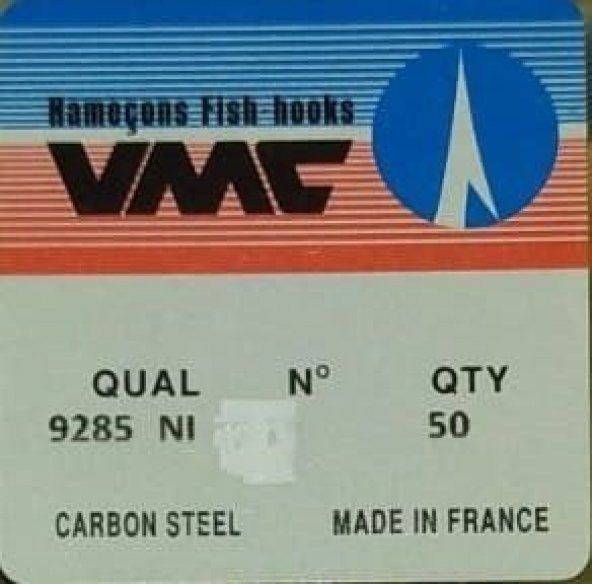 Hameçons Fish-hooks
VMC
QUAL N° QTY
9285 NI 50
CARBON STEEL MADE IN FRANCE